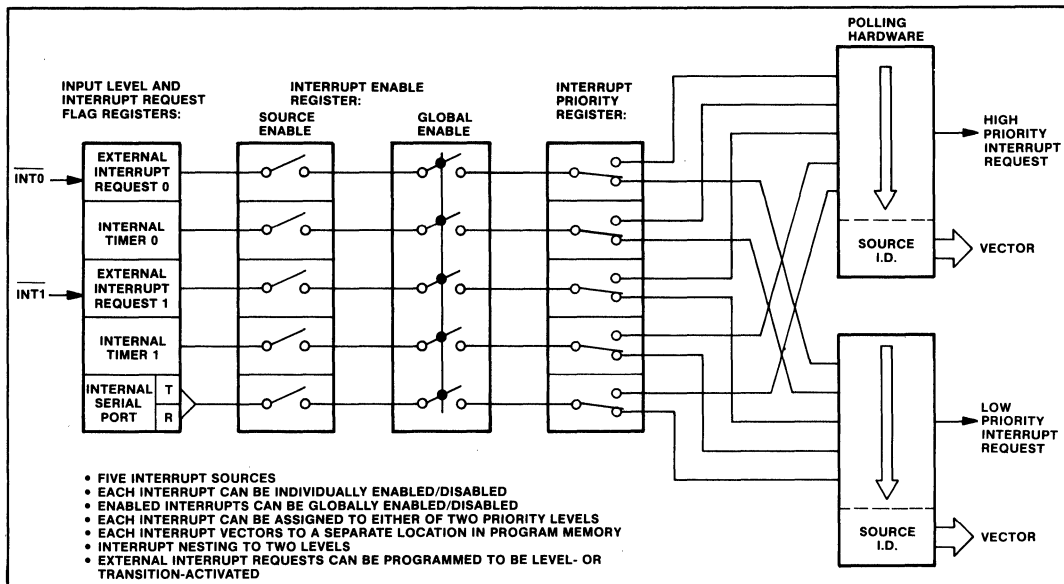 POLLING
HARDWARE
INPUT LEVEL AND
INTERRUPT REQUEST
FLAG REGISTERS:
INTERRUPT ENABLE
REGISTER:
SOURCE
ENABLE
GLOBAL
ENABLE
INTERRUPT
PRIORITY
REGISTER:
INT0
EXTERNAL
INTERRUPT
REQUEST 0
INTERNAL
TIMER 0
INT1
EXTERNAL
INTERRUPT
REQUEST 1
INTERNAL
TIMER 1
INTERNAL
SERIAL
PORT
T
R
HIGH
PRIORITY
INTERRUPT
REQUEST
SOURCE
I.D.
VECTOR
LOW
PRIORITY
INTERRUPT
REQUEST
SOURCE
I.D.
VECTOR
• FIVE INTERRUPT SOURCES
• EACH INTERRUPT CAN BE INDIVIDUALLY ENABLED/DISABLED
• ENABLED INTERRUPTS CAN BE GLOBALLY ENABLED/DISABLED
• EACH INTERRUPT CAN BE ASSIGNED TO EITHER OF TWO PRIORITY LEVELS
• EACH INTERRUPT VECTORS TO A SEPARATE LOCATION IN PROGRAM MEMORY
• INTERRUPT NESTING TO TWO LEVELS
• EXTERNAL INTERRUPT REQUESTS CAN BE PROGRAMMED TO BE LEVEL- OR
TRANSITION-ACTIVATED